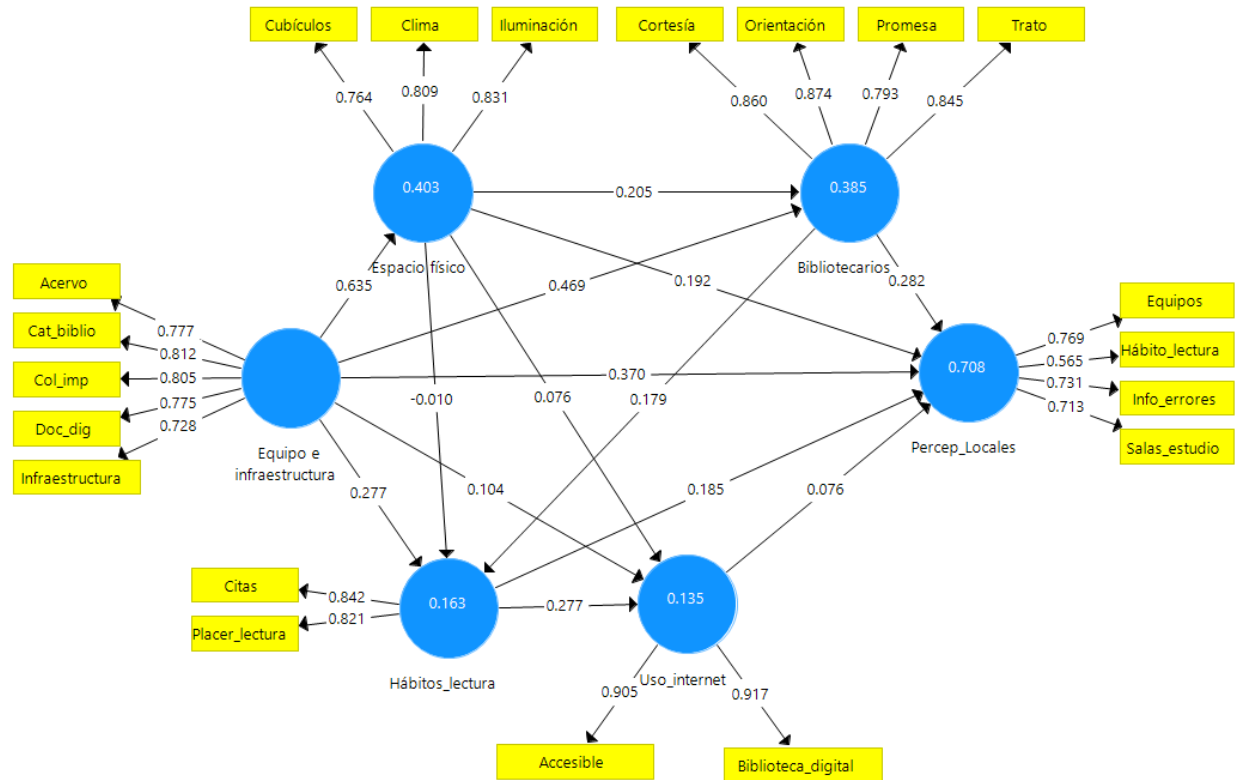 Cubículos
Clima
Iluminación
Cortesía
Orientación
Promesa
Trato
0.764
0.809
0.831
0.860
0.874
0.793
0.845
0.403
0.205
0.385
Espacio físico
Bibliotecarios
Acervo
Cat_biblio
Col_imp
Doc_dig
Infraestructura
0.777
0.812
0.805
0.775
0.728
0.635
0.469
0.192
0.282
Equipos
Hábito_lectura
Info_errores
Salas_estudio
0.769
0.565
0.731
0.713
0.708
0.370
-0.010
0.076
0.179
Percep_Locales
Equipo e
infraestructura
0.277
0.104
0.185
0.076
Citas
Placer_lectura
0.842
0.821
0.163
0.277
0.135
Hábitos_lectura
Uso_internet
0.905
0.917
Accesible
Biblioteca_digital